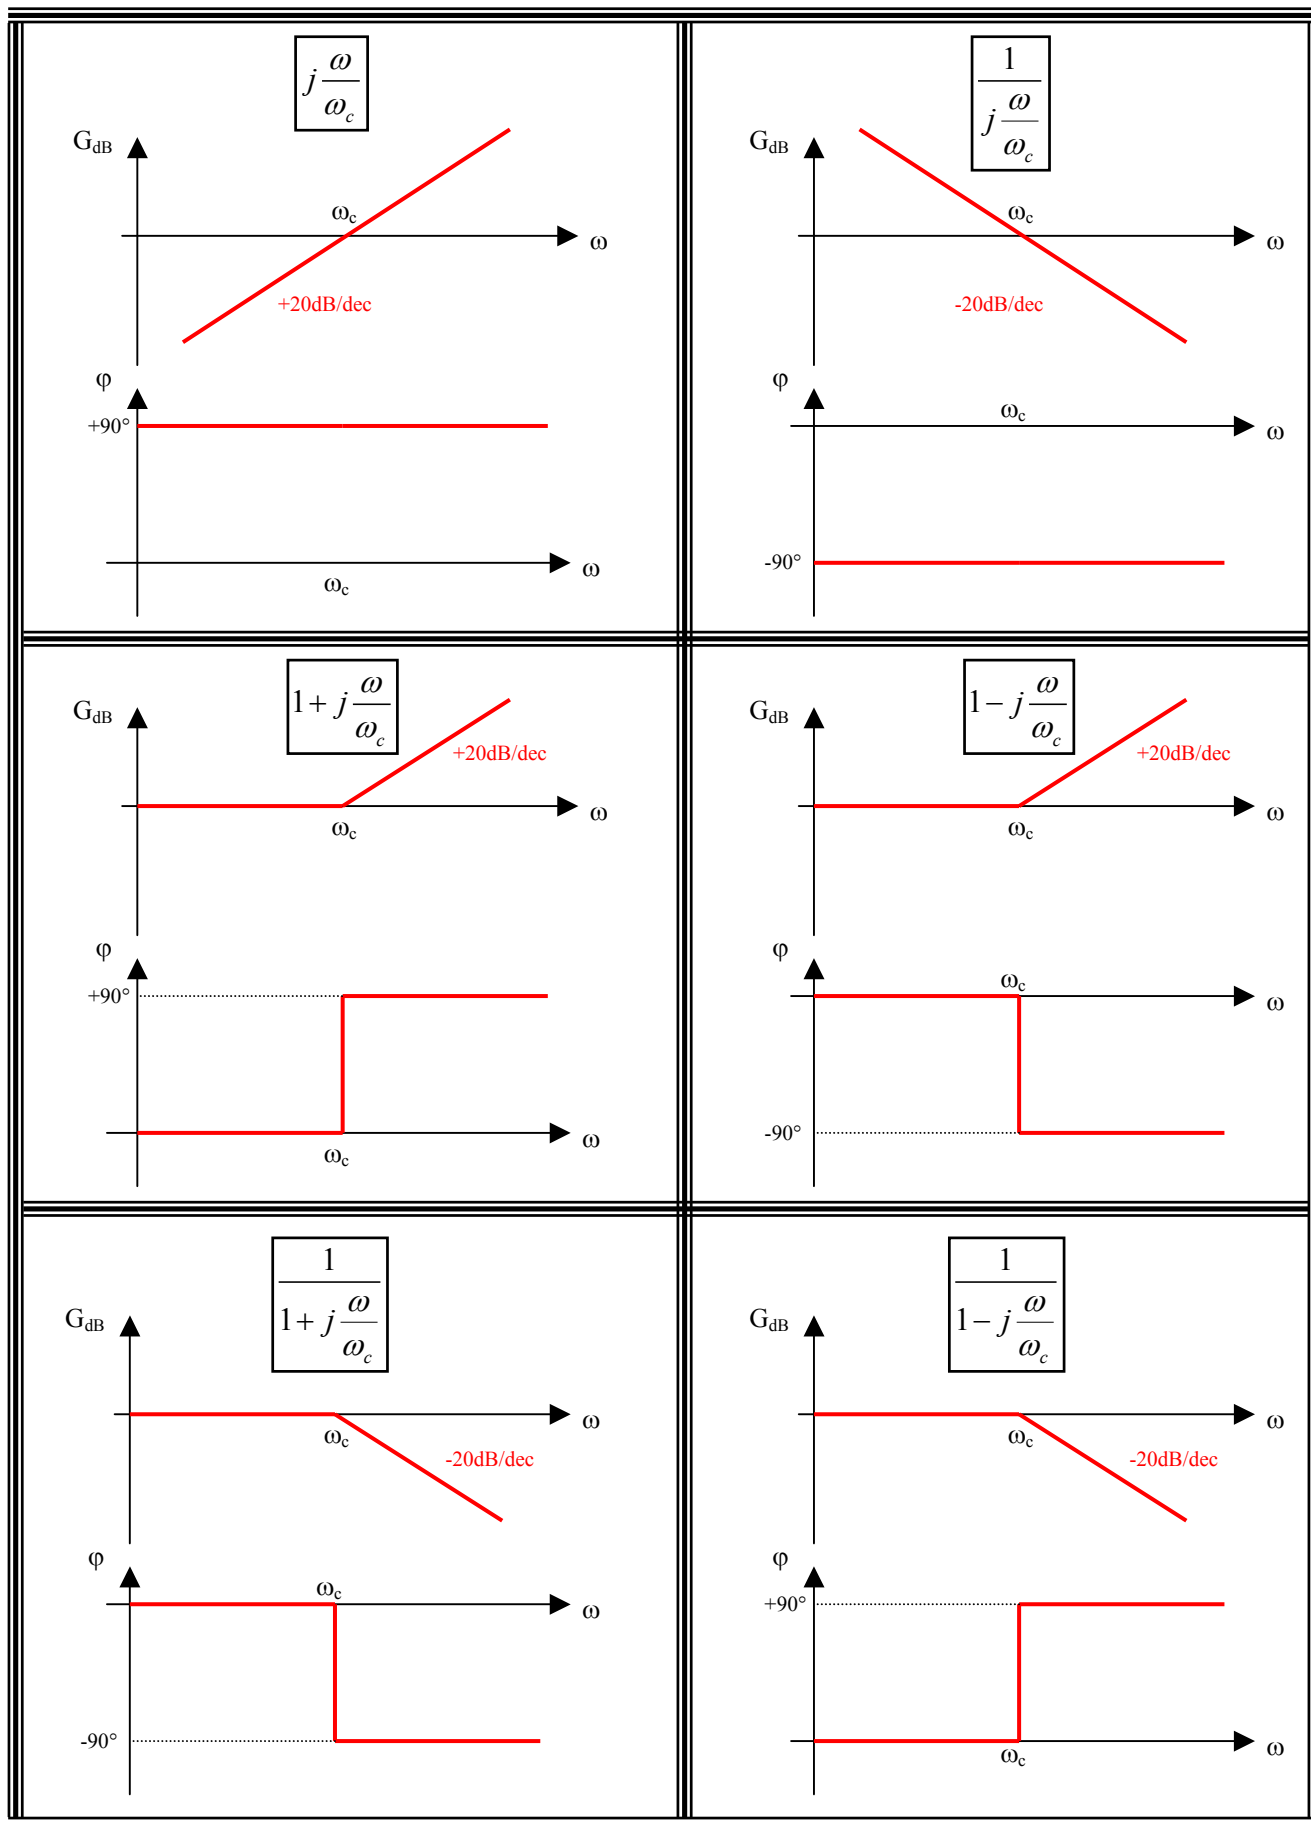 j ω/ω_c
G_dB
ω_c
ω
+20dB/dec
φ
+90°
ω
ω_c
1/(j ω/ω_c)
G_dB
ω_c
ω
-20dB/dec
φ
ω_c
ω
-90°
1+j ω/ω_c
G_dB
+20dB/dec
ω
ω_c
φ
+90°
ω
ω_c
1−j ω/ω_c
G_dB
+20dB/dec
ω
ω_c
φ
ω_c
ω
-90°
1/(1+j ω/ω_c)
G_dB
ω
ω_c
-20dB/dec
φ
ω_c
ω
-90°
1/(1−j ω/ω_c)
G_dB
ω
ω_c
-20dB/dec
φ
+90°
ω_c
ω